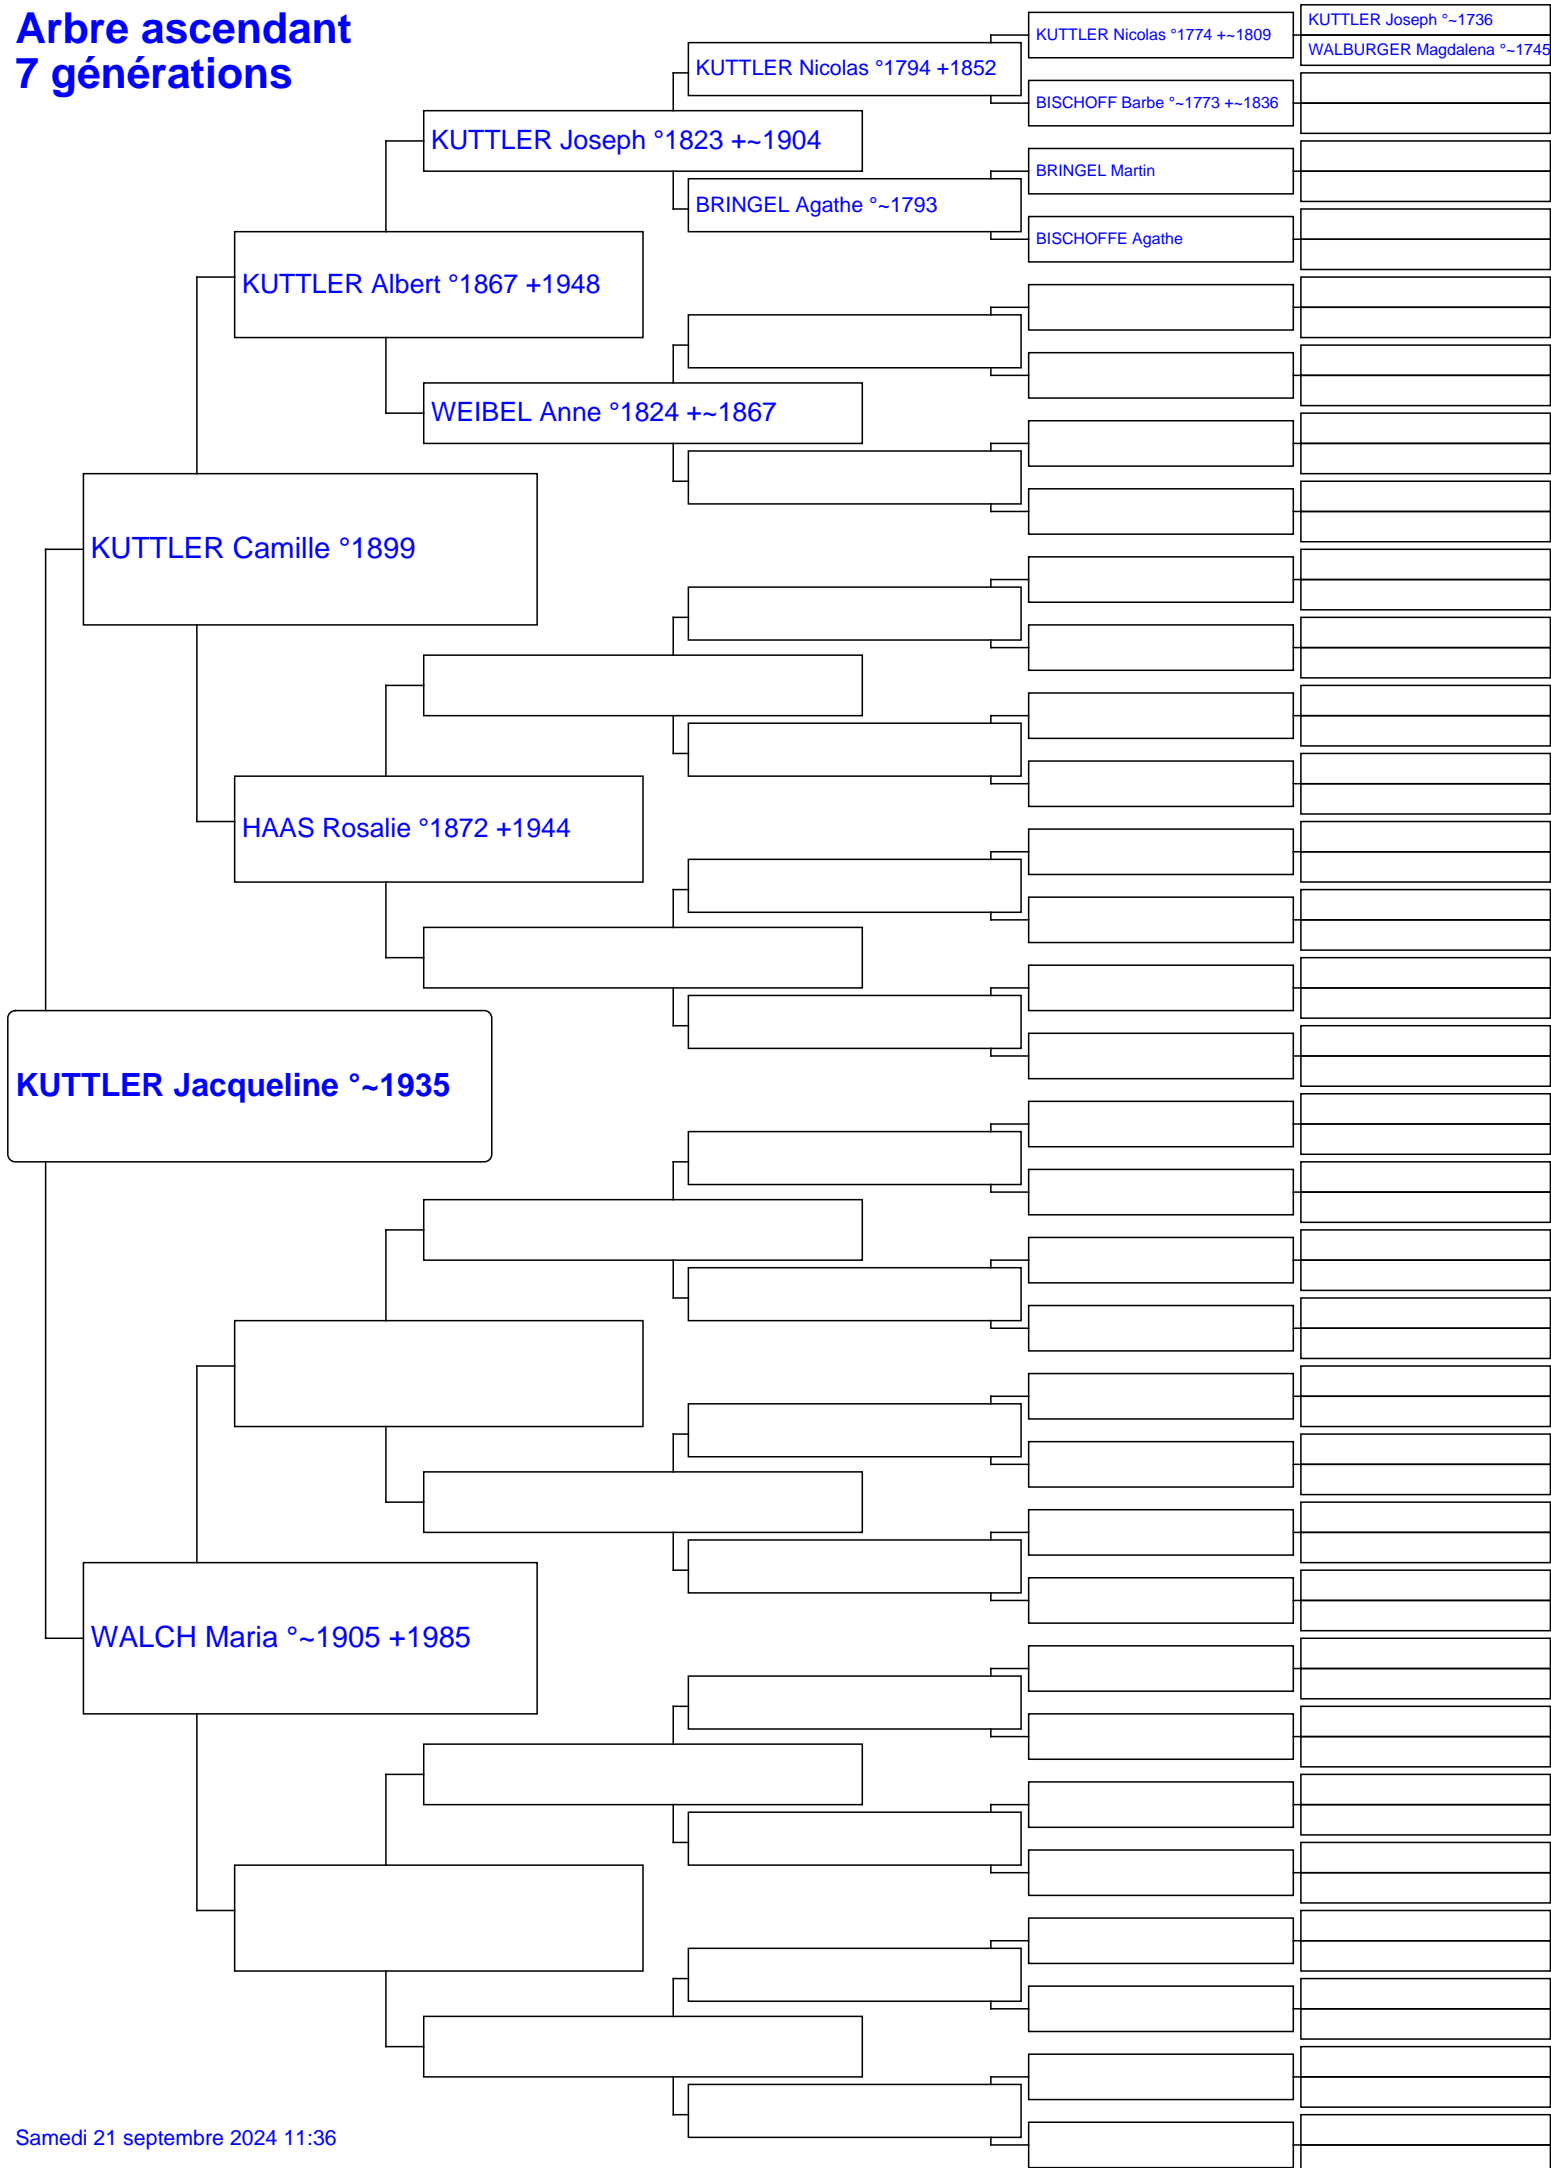 Arbre ascendant
7 générations
KUTTLER Joseph °~1736
KUTTLER Nicolas °1774 +~1809
WALBURGER Magdalena °~1745
KUTTLER Nicolas °1794 +1852
BISCHOFF Barbe °~1773 +~1836
KUTTLER Joseph °1823 +~1904
BRINGEL Martin
BRINGEL Agathe °~1793
BISCHOFFE Agathe
KUTTLER Albert °1867 +1948
WEIBEL Anne °1824 +~1867
KUTTLER Camille °1899
HAAS Rosalie °1872 +1944
KUTTLER Jacqueline °~1935
WALCH Maria °~1905 +1985
Samedi 21 septembre 2024 11:36